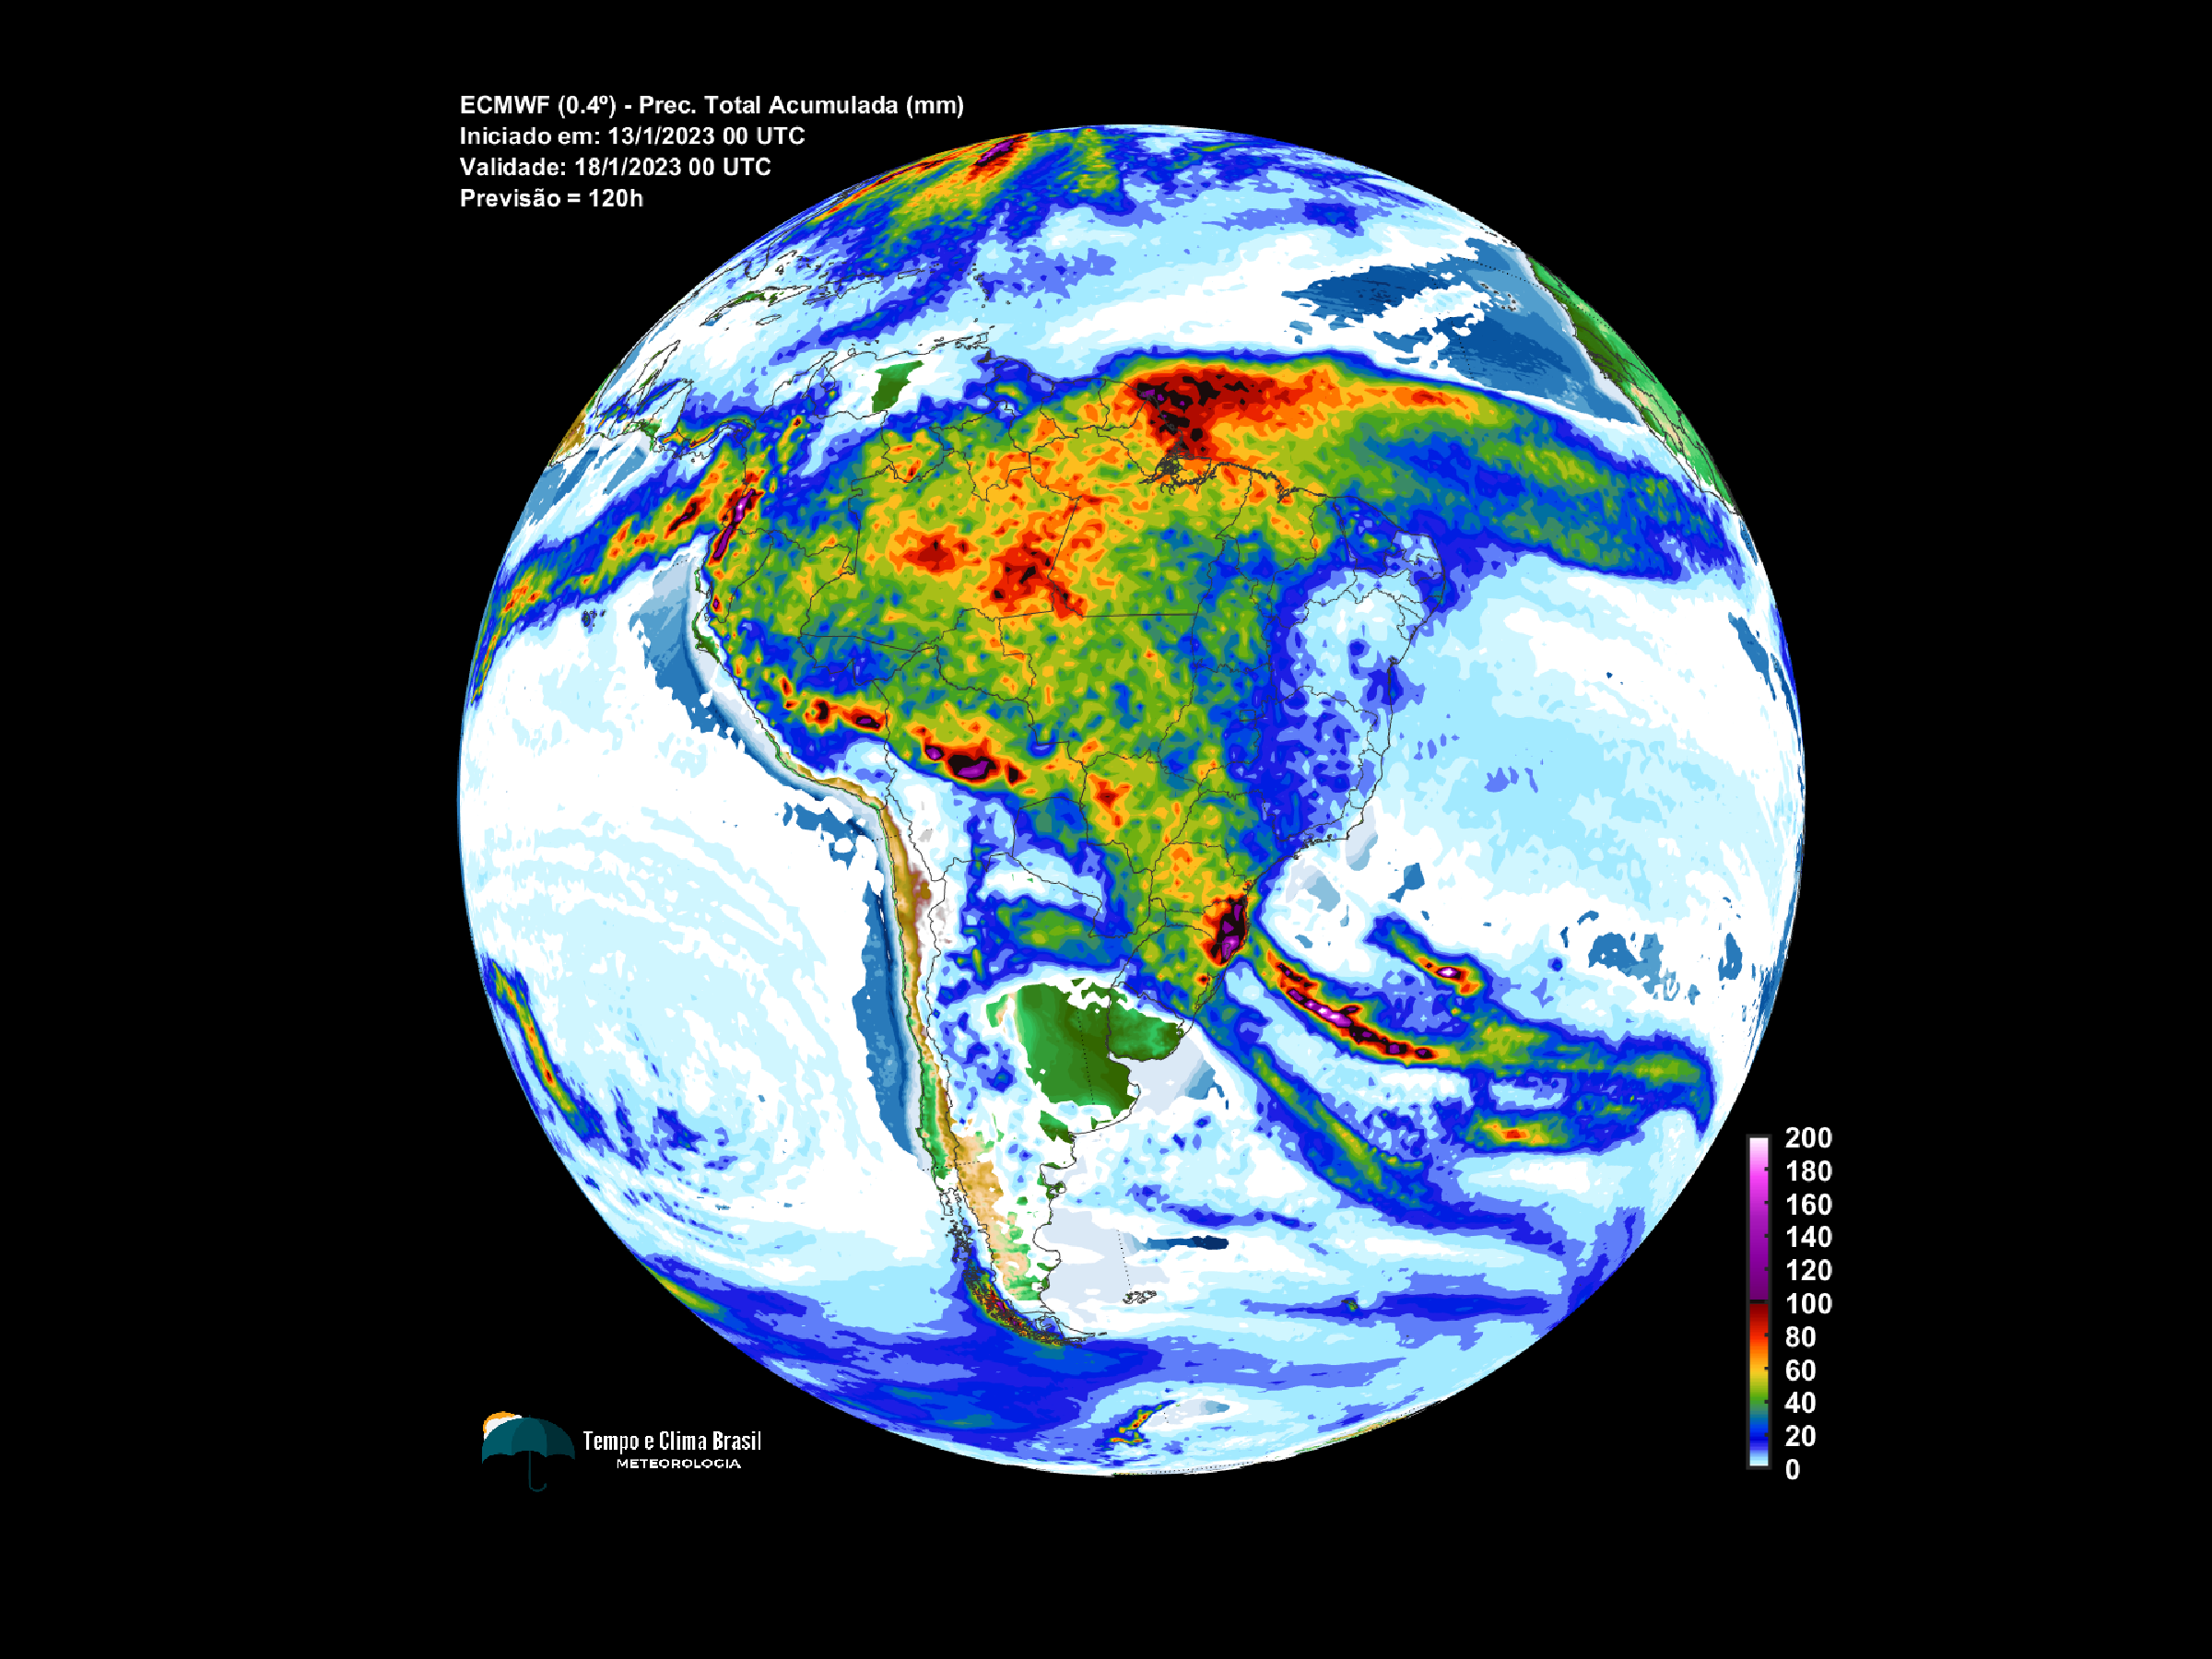 ECMWF (0.4º) - Prec. Total Acumulada (mm)
Iniciado em: 13/1/2023 00 UTC
Validade: 18/1/2023 00 UTC
Previsão = 120h
200
180
160
140
120
100
80
60
40
20
0
Tempo e Clima Brasil
METEOROLOGIA